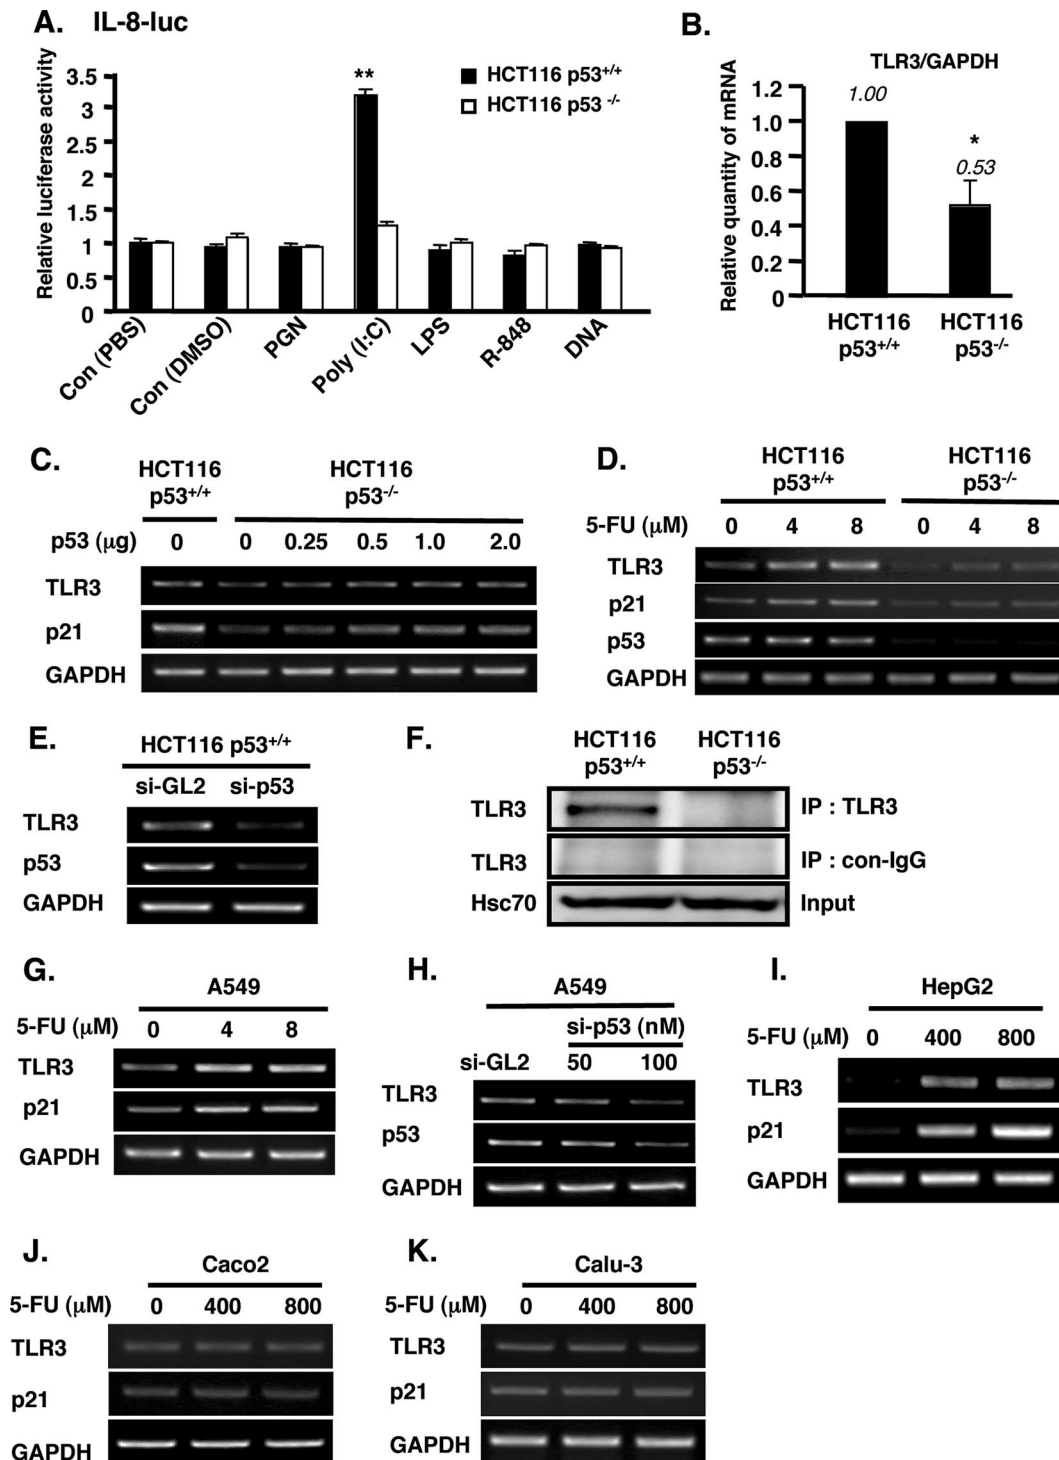 A. IL-8-luc
Relative luciferase activity
3.5
3
2.5
2
1.5
1
0.5
0
**
HCT116 p53+/+
HCT116 p53 -/-
Con (PBS)
Con (DMSO)
PGN
Poly (I:C)
LPS
R-848
DNA
B.
TLR3/GAPDH
Relative quantity of mRNA
1.2
1.0
0.8
0.6
0.4
0.2
0
1.00
*
0.53
HCT116 HCT116
p53+/+ p53-/-
C.
HCT116 HCT116
p53+/+ p53-/-
p53 (μg) 0 0 0.25 0.5 1.0 2.0
TLR3
p21
GAPDH
D.
HCT116 HCT116
p53+/+ p53-/-
5-FU (μM) 0 4 8 0 4 8
TLR3
p21
p53
GAPDH
E.
HCT116 p53+/+
si-GL2 si-p53
TLR3
p53
GAPDH
F.
HCT116 HCT116
p53+/+ p53-/-
TLR3 IP : TLR3
TLR3 IP : con-IgG
Hsc70 Input
G.
A549
5-FU (μM) 0 4 8
TLR3
p21
GAPDH
H.
A549
si-p53 (nM)
si-GL2 50 100
TLR3
p53
GAPDH
I.
HepG2
5-FU (μM) 0 400 800
TLR3
p21
GAPDH
J.
Caco2
5-FU (μM) 0 400 800
TLR3
p21
GAPDH
K.
Calu-3
5-FU (μM) 0 400 800
TLR3
p21
GAPDH